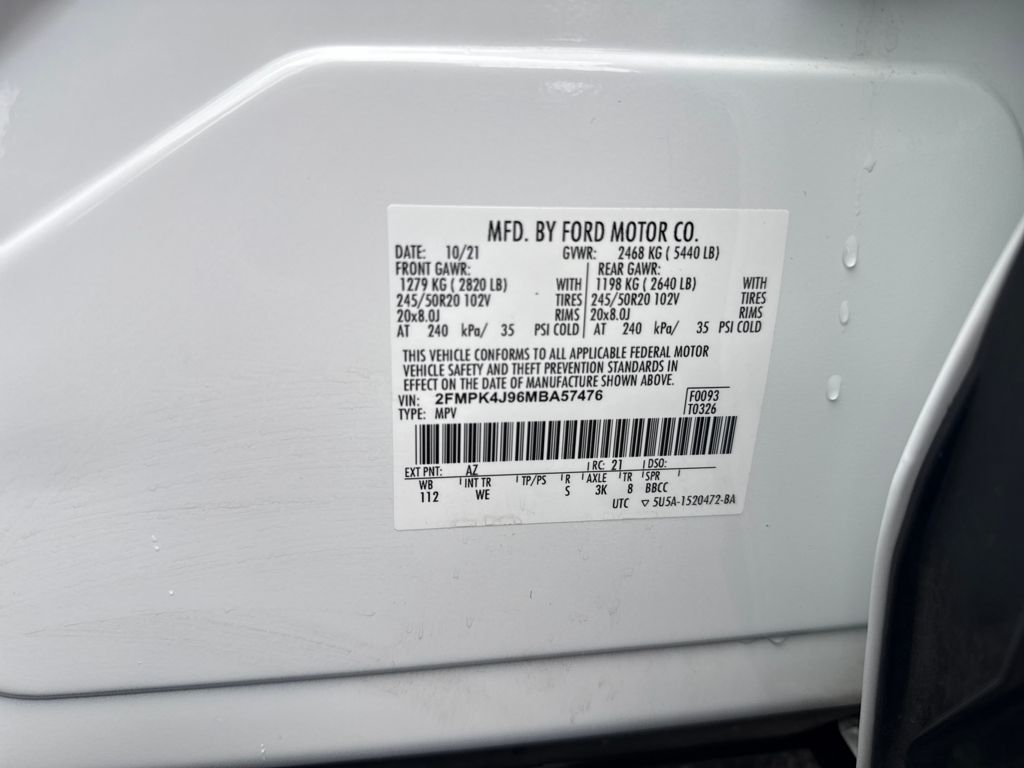 MFD. BY FORD MOTOR CO.
DATE: 10/21 GVWR: 2468 KG ( 5440 LB)
FRONT GAWR: REAR GAWR:
1279 KG ( 2820 LB) WITH 1198 KG ( 2640 LB) WITH
245/50R20 102V TIRES 245/50R20 102V TIRES
20x8.0J RIMS 20x8.0J RIMS
AT 240 kPa/ 35 PSI COLD AT 240 kPa/ 35 PSI COLD
THIS VEHICLE CONFORMS TO ALL APPLICABLE FEDERAL MOTOR
VEHICLE SAFETY AND THEFT PREVENTION STANDARDS IN
EFFECT ON THE DATE OF MANUFACTURE SHOWN ABOVE.
VIN: 2FMPK4J96MBA57476 F0093
TYPE: MPV T0326
EXT PNT: AZ RC: 21 DSO:
WB INT TR TP/PS R AXLE TR SPR
112 WE S 3K 8 BBCC
UTC ▽ 5U5A-1520472-BA